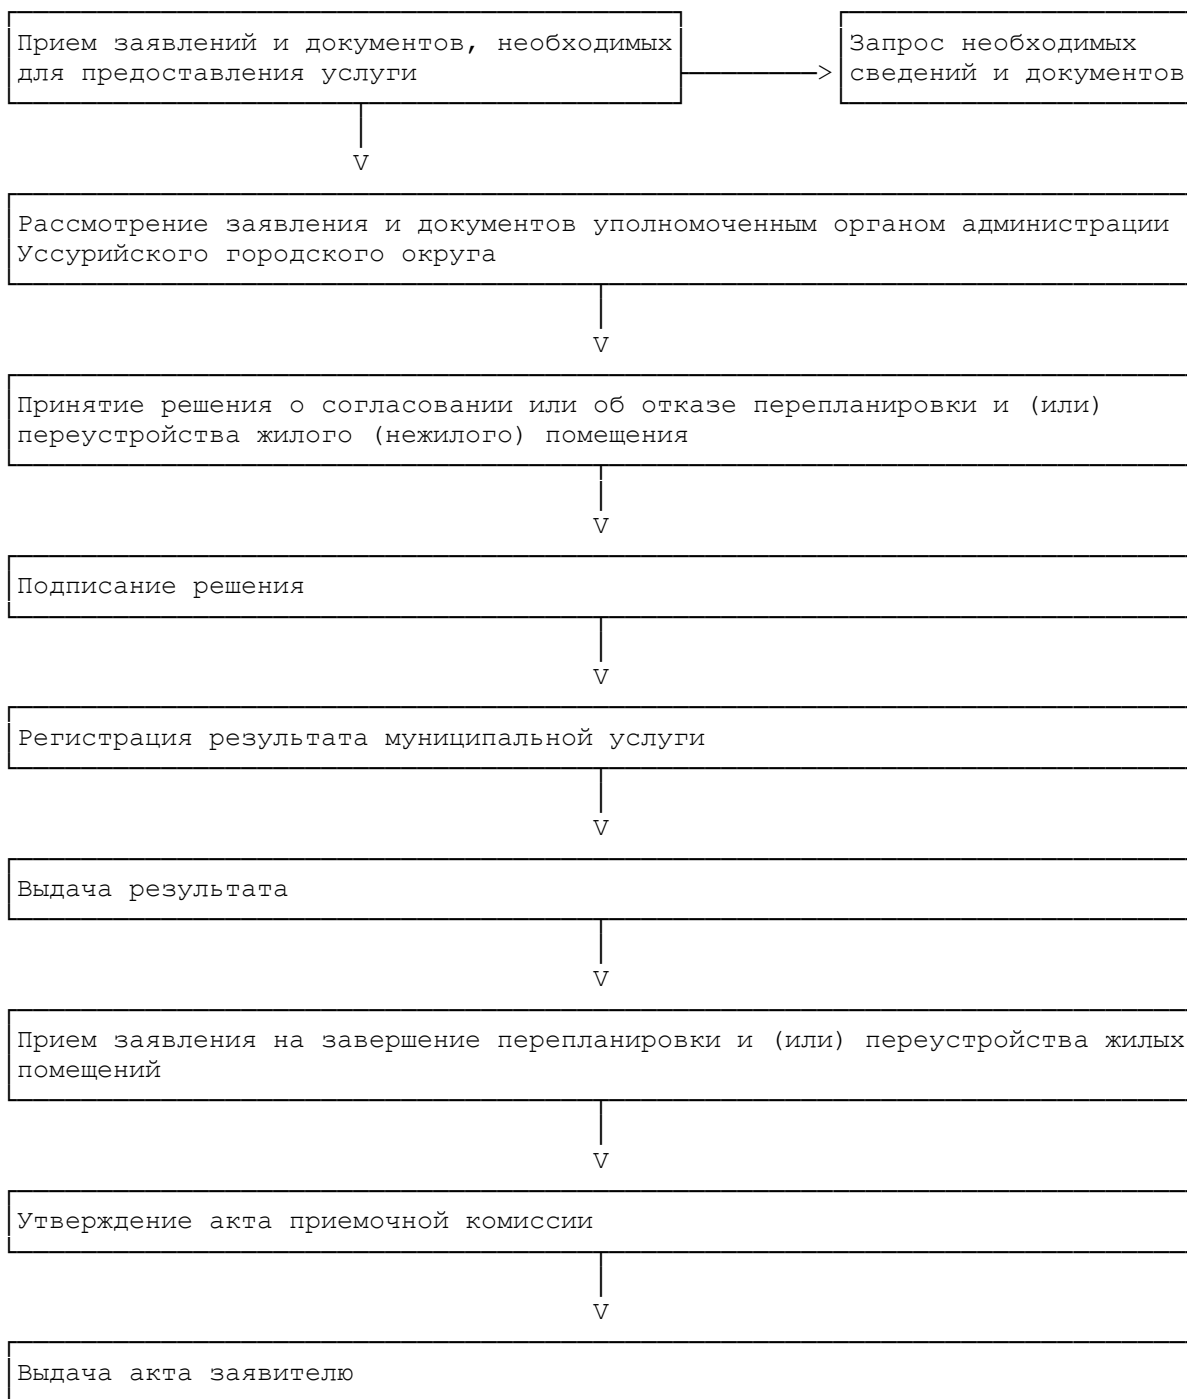 Прием заявлений и документов, необходимых
для предоставления услуги
Запрос необходимых
сведений и документов
Рассмотрение заявления и документов уполномоченным органом администрации
Уссурийского городского округа
Принятие решения о согласовании или об отказе перепланировки и (или)
переустройства жилого (нежилого) помещения
Подписание решения
Регистрация результата муниципальной услуги
Выдача результата
Прием заявления на завершение перепланировки и (или) переустройства жилых
помещений
Утверждение акта приемочной комиссии
Выдача акта заявителю